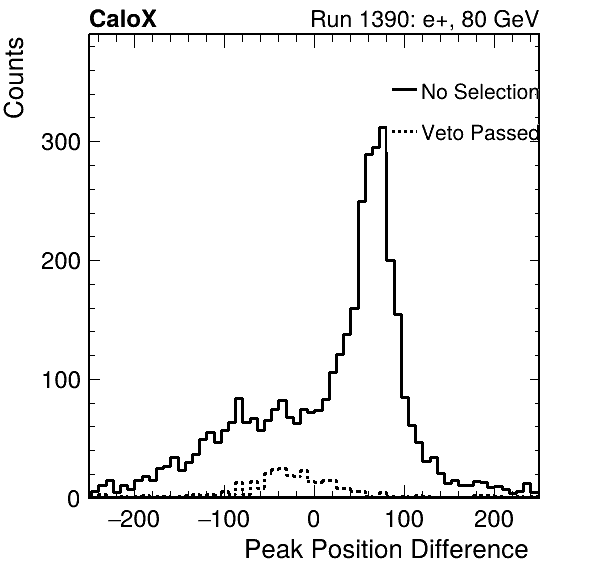 CaloX Run 1390: e+, 80 GeV
Counts
No Selection
Veto Passed
300
200
100
0
−200 −100 0 100 200
Peak Position Difference